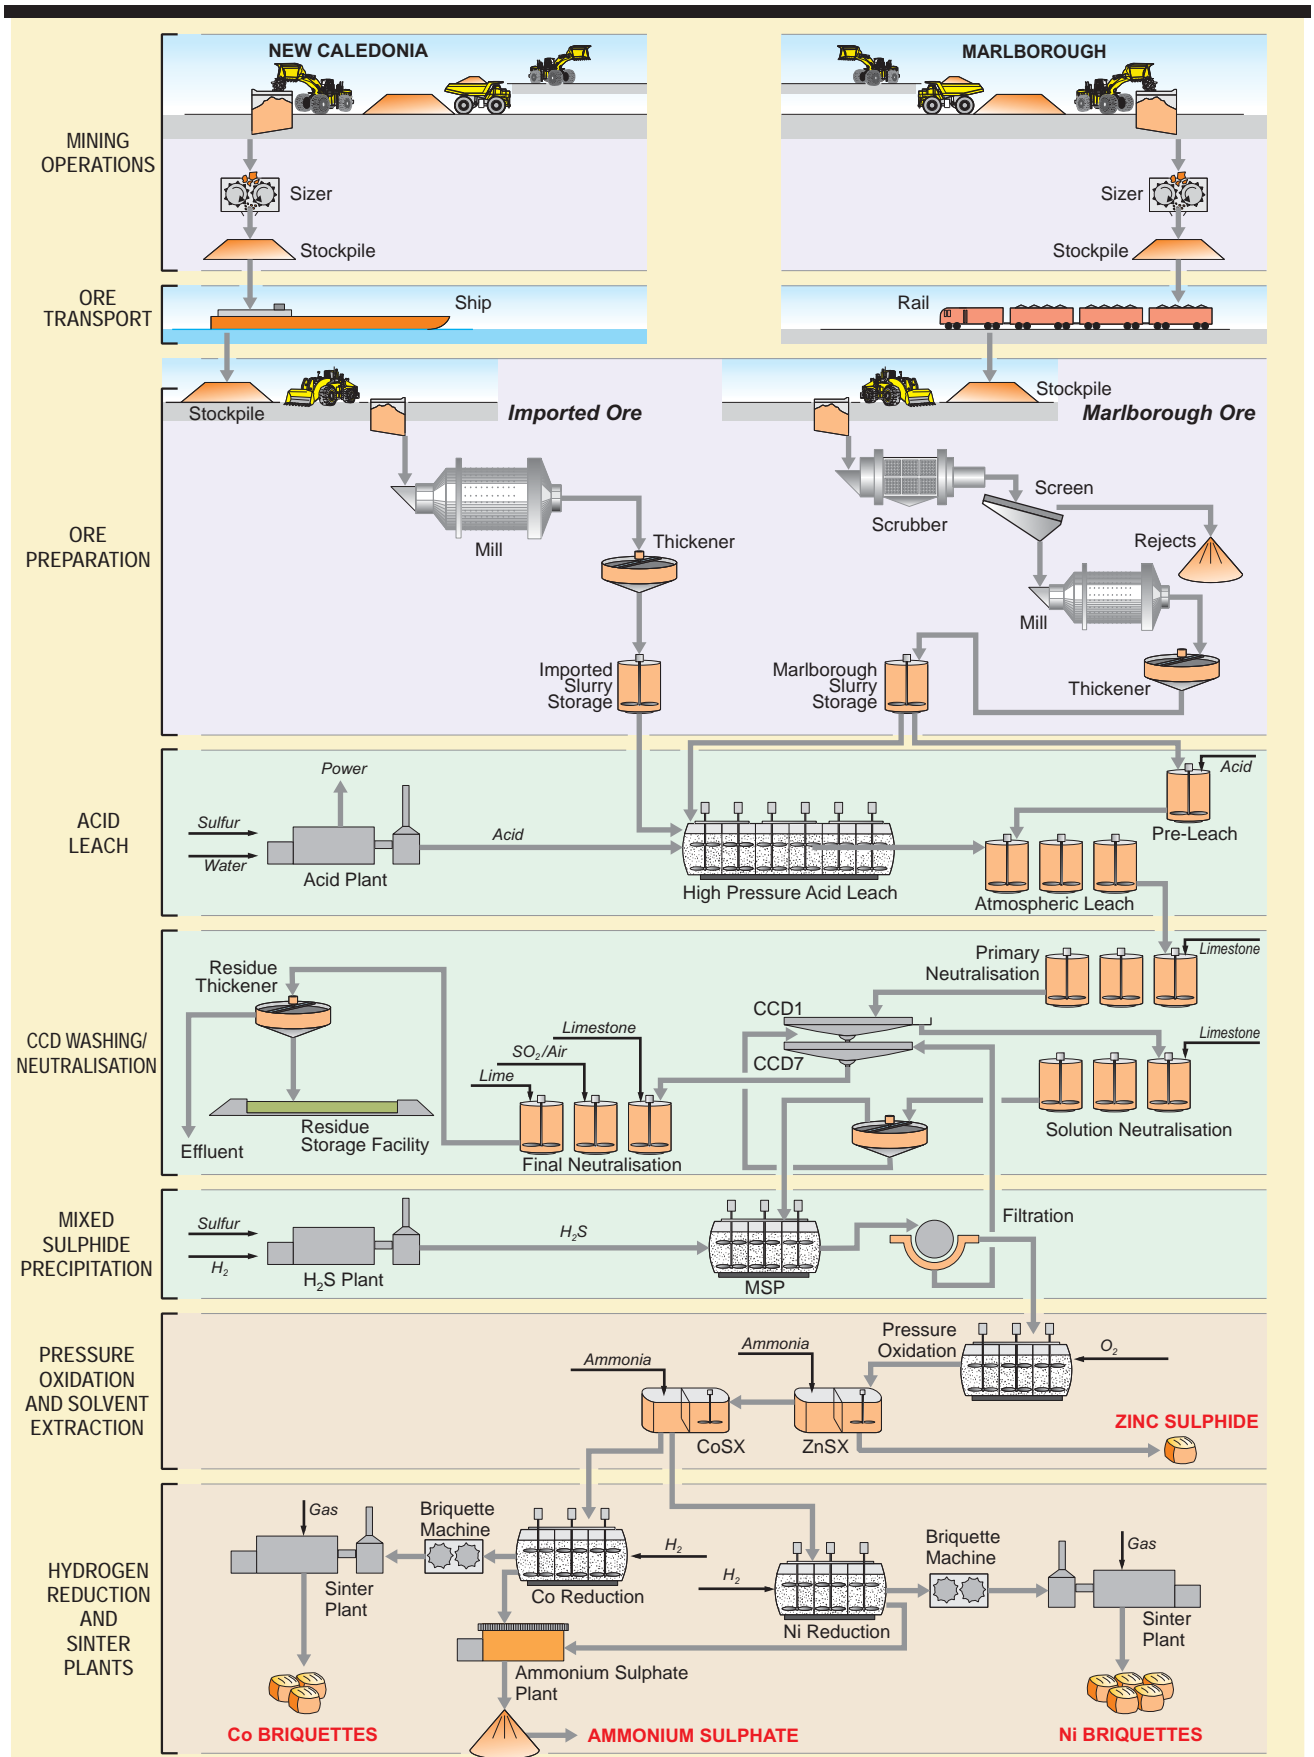 NEW CALEDONIA
MARLBOROUGH
MINING
OPERATIONS
Sizer
Sizer
Stockpile
Stockpile
ORE
TRANSPORT
Ship
Rail
Stockpile
Imported Ore
Stockpile
Marlborough Ore
ORE
PREPARATION
Mill
Thickener
Scrubber
Screen
Rejects
Mill
Imported
Slurry
Storage
Marlborough
Slurry
Storage
Thickener
ACID
LEACH
Power
Sulfur
Water
Acid Plant
Acid
High Pressure Acid Leach
Acid
Pre-Leach
Atmospheric Leach
CCD WASHING/
NEUTRALISATION
Residue
Thickener
Primary
Neutralisation
Limestone
CCD1
CCD7
Limestone
SO₂/Air
Lime
Limestone
Residue
Storage Facility
Effluent
Final Neutralisation
Solution Neutralisation
MIXED
SULPHIDE
PRECIPITATION
Sulfur
H₂
H₂S Plant
H₂S
MSP
Filtration
PRESSURE
OXIDATION
AND SOLVENT
EXTRACTION
Ammonia
Ammonia
Pressure
Oxidation
O₂
CoSX
ZnSX
ZINC SULPHIDE
HYDROGEN
REDUCTION
AND
SINTER
PLANTS
Gas
Briquette
Machine
Sinter
Plant
H₂
Co Reduction
H₂
Ni Reduction
Briquette
Machine
Gas
Sinter
Plant
Ammonium Sulphate
Plant
Co BRIQUETTES
AMMONIUM SULPHATE
Ni BRIQUETTES